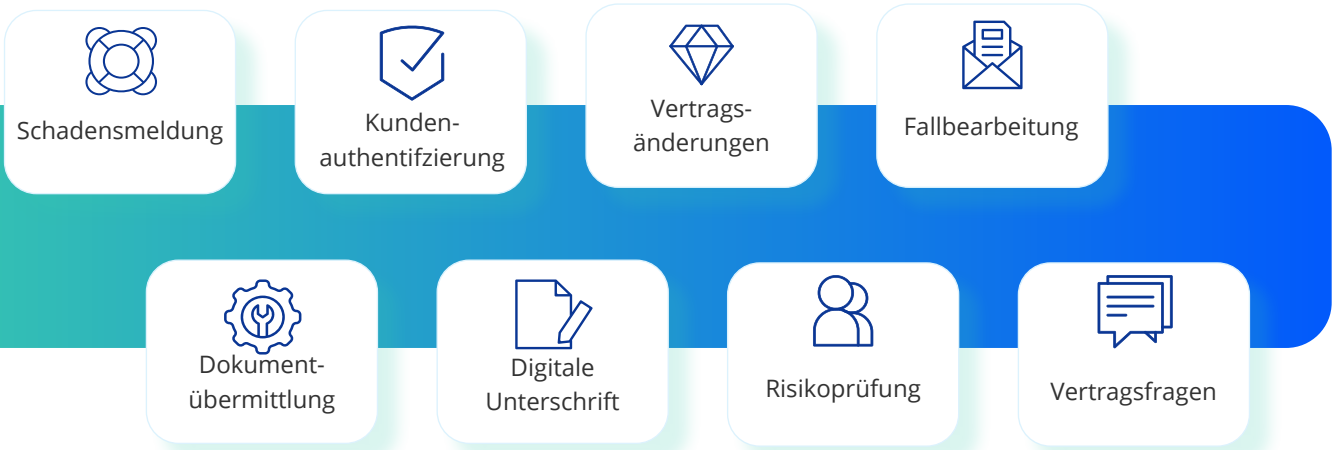 Schadensmeldung
Kunden-
authentifzierung
Vertrags-
änderungen
Fallbearbeitung
Dokument-
übermittlung
Digitale
Unterschrift
Risikoprüfung
Vertragsfragen